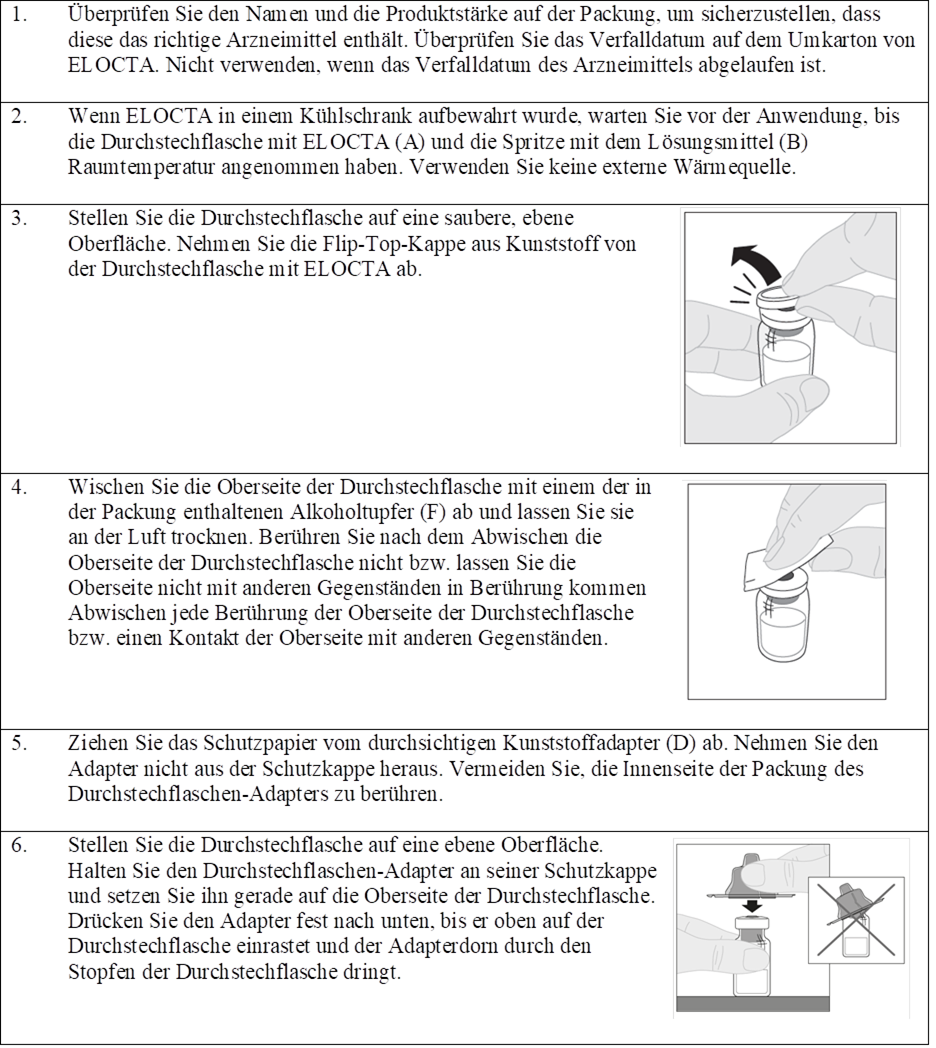 1. Überprüfen Sie den Namen und die Produktstärke auf der Packung, um sicherzustellen, dass
diese das richtige Arzneimittel enthält. Überprüfen Sie das Verfalldatum auf dem Umkarton von
ELOCTA. Nicht verwenden, wenn das Verfalldatum des Arzneimittels abgelaufen ist.
2. Wenn ELOCTA in einem Kühlschrank aufbewahrt wurde, warten Sie vor der Anwendung, bis
die Durchstechflasche mit ELOCTA (A) und die Spritze mit dem Lösungsmittel (B)
Raumtemperatur angenommen haben. Verwenden Sie keine externe Wärmequelle.
3. Stellen Sie die Durchstechflasche auf eine saubere, ebene
Oberfläche. Nehmen Sie die Flip-Top-Kappe aus Kunststoff von
der Durchstechflasche mit ELOCTA ab.
4. Wischen Sie die Oberseite der Durchstechflasche mit einem der in
der Packung enthaltenen Alkoholtupfer (F) ab und lassen Sie sie
an der Luft trocknen. Berühren Sie nach dem Abwischen die
Oberseite der Durchstechflasche nicht bzw. lassen Sie die
Oberseite nicht mit anderen Gegenständen in Berührung kommen
Abwischen jede Berührung der Oberseite der Durchstechflasche
bzw. einen Kontakt der Oberseite mit anderen Gegenständen.
5. Ziehen Sie das Schutzpapier vom durchsichtigen Kunststoffadapter (D) ab. Nehmen Sie den
Adapter nicht aus der Schutzkappe heraus. Vermeiden Sie, die Innenseite der Packung des
Durchstechflaschen-Adapters zu berühren.
6. Stellen Sie die Durchstechflasche auf eine ebene Oberfläche.
Halten Sie den Durchstechflaschen-Adapter an seiner Schutzkappe
und setzen Sie ihn gerade auf die Oberseite der Durchstechflasche.
Drücken Sie den Adapter fest nach unten, bis er oben auf der
Durchstechflasche einrastet und der Adapterdorn durch den
Stopfen der Durchstechflasche dringt.